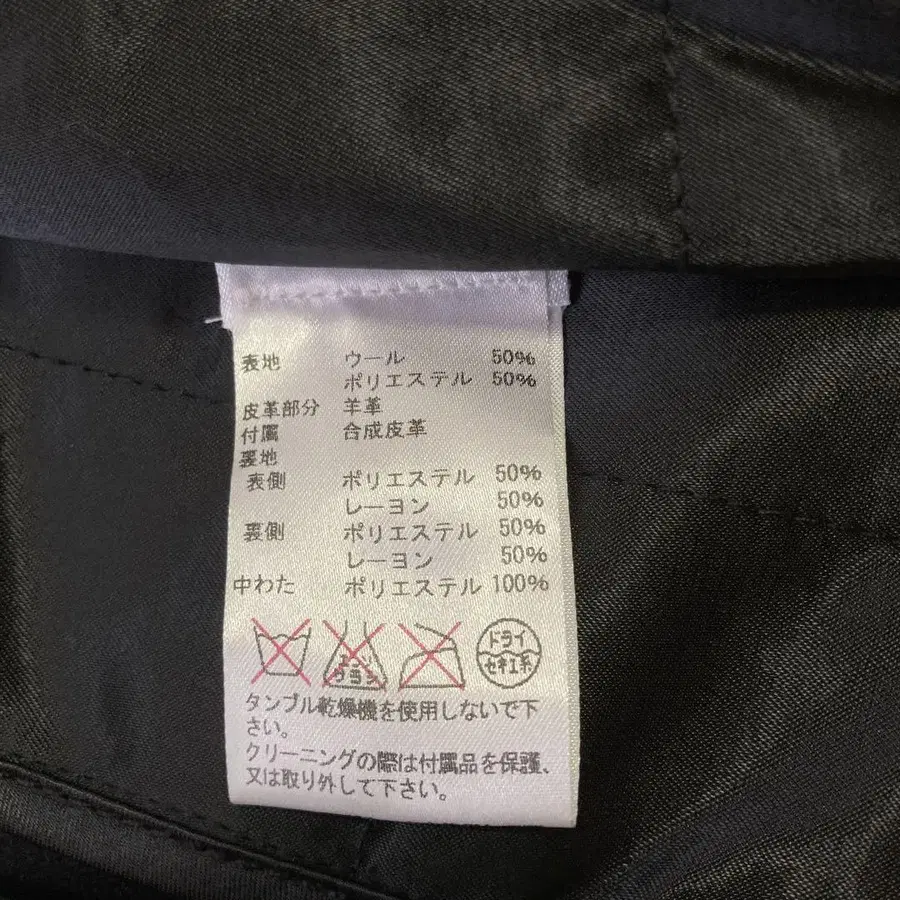 表地 ウール 50%
ポリエステル 50%
皮革部分 羊革
付属 合成皮革
裏地
表側 ポリエステル 50%
レーヨン 50%
裏側 ポリエステル 50%
レーヨン 50%
中わた ポリエステル 100%
エンソ ドライ
サラシ セキユ系
タンブル乾燥機を使用しないで下
さい。
クリーニングの際は付属品を保護、
又は取り外して下さい。